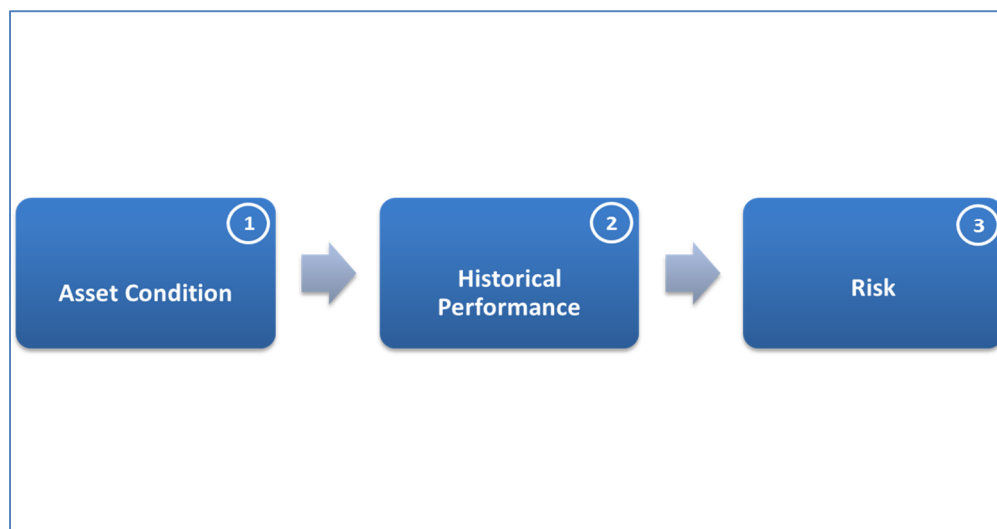 1
Asset Condition
2
Historical
Performance
3
Risk